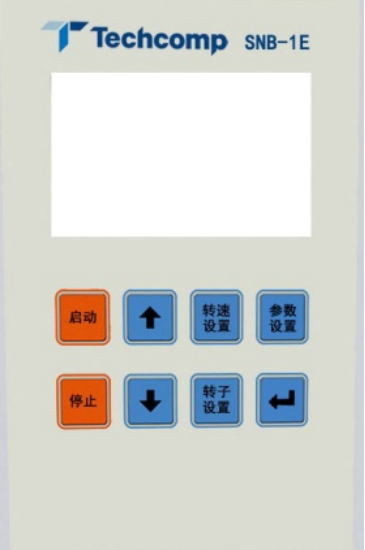 Techcomp SNB-1E
启动
转速
设置
参数
设置
停止
转子
设置